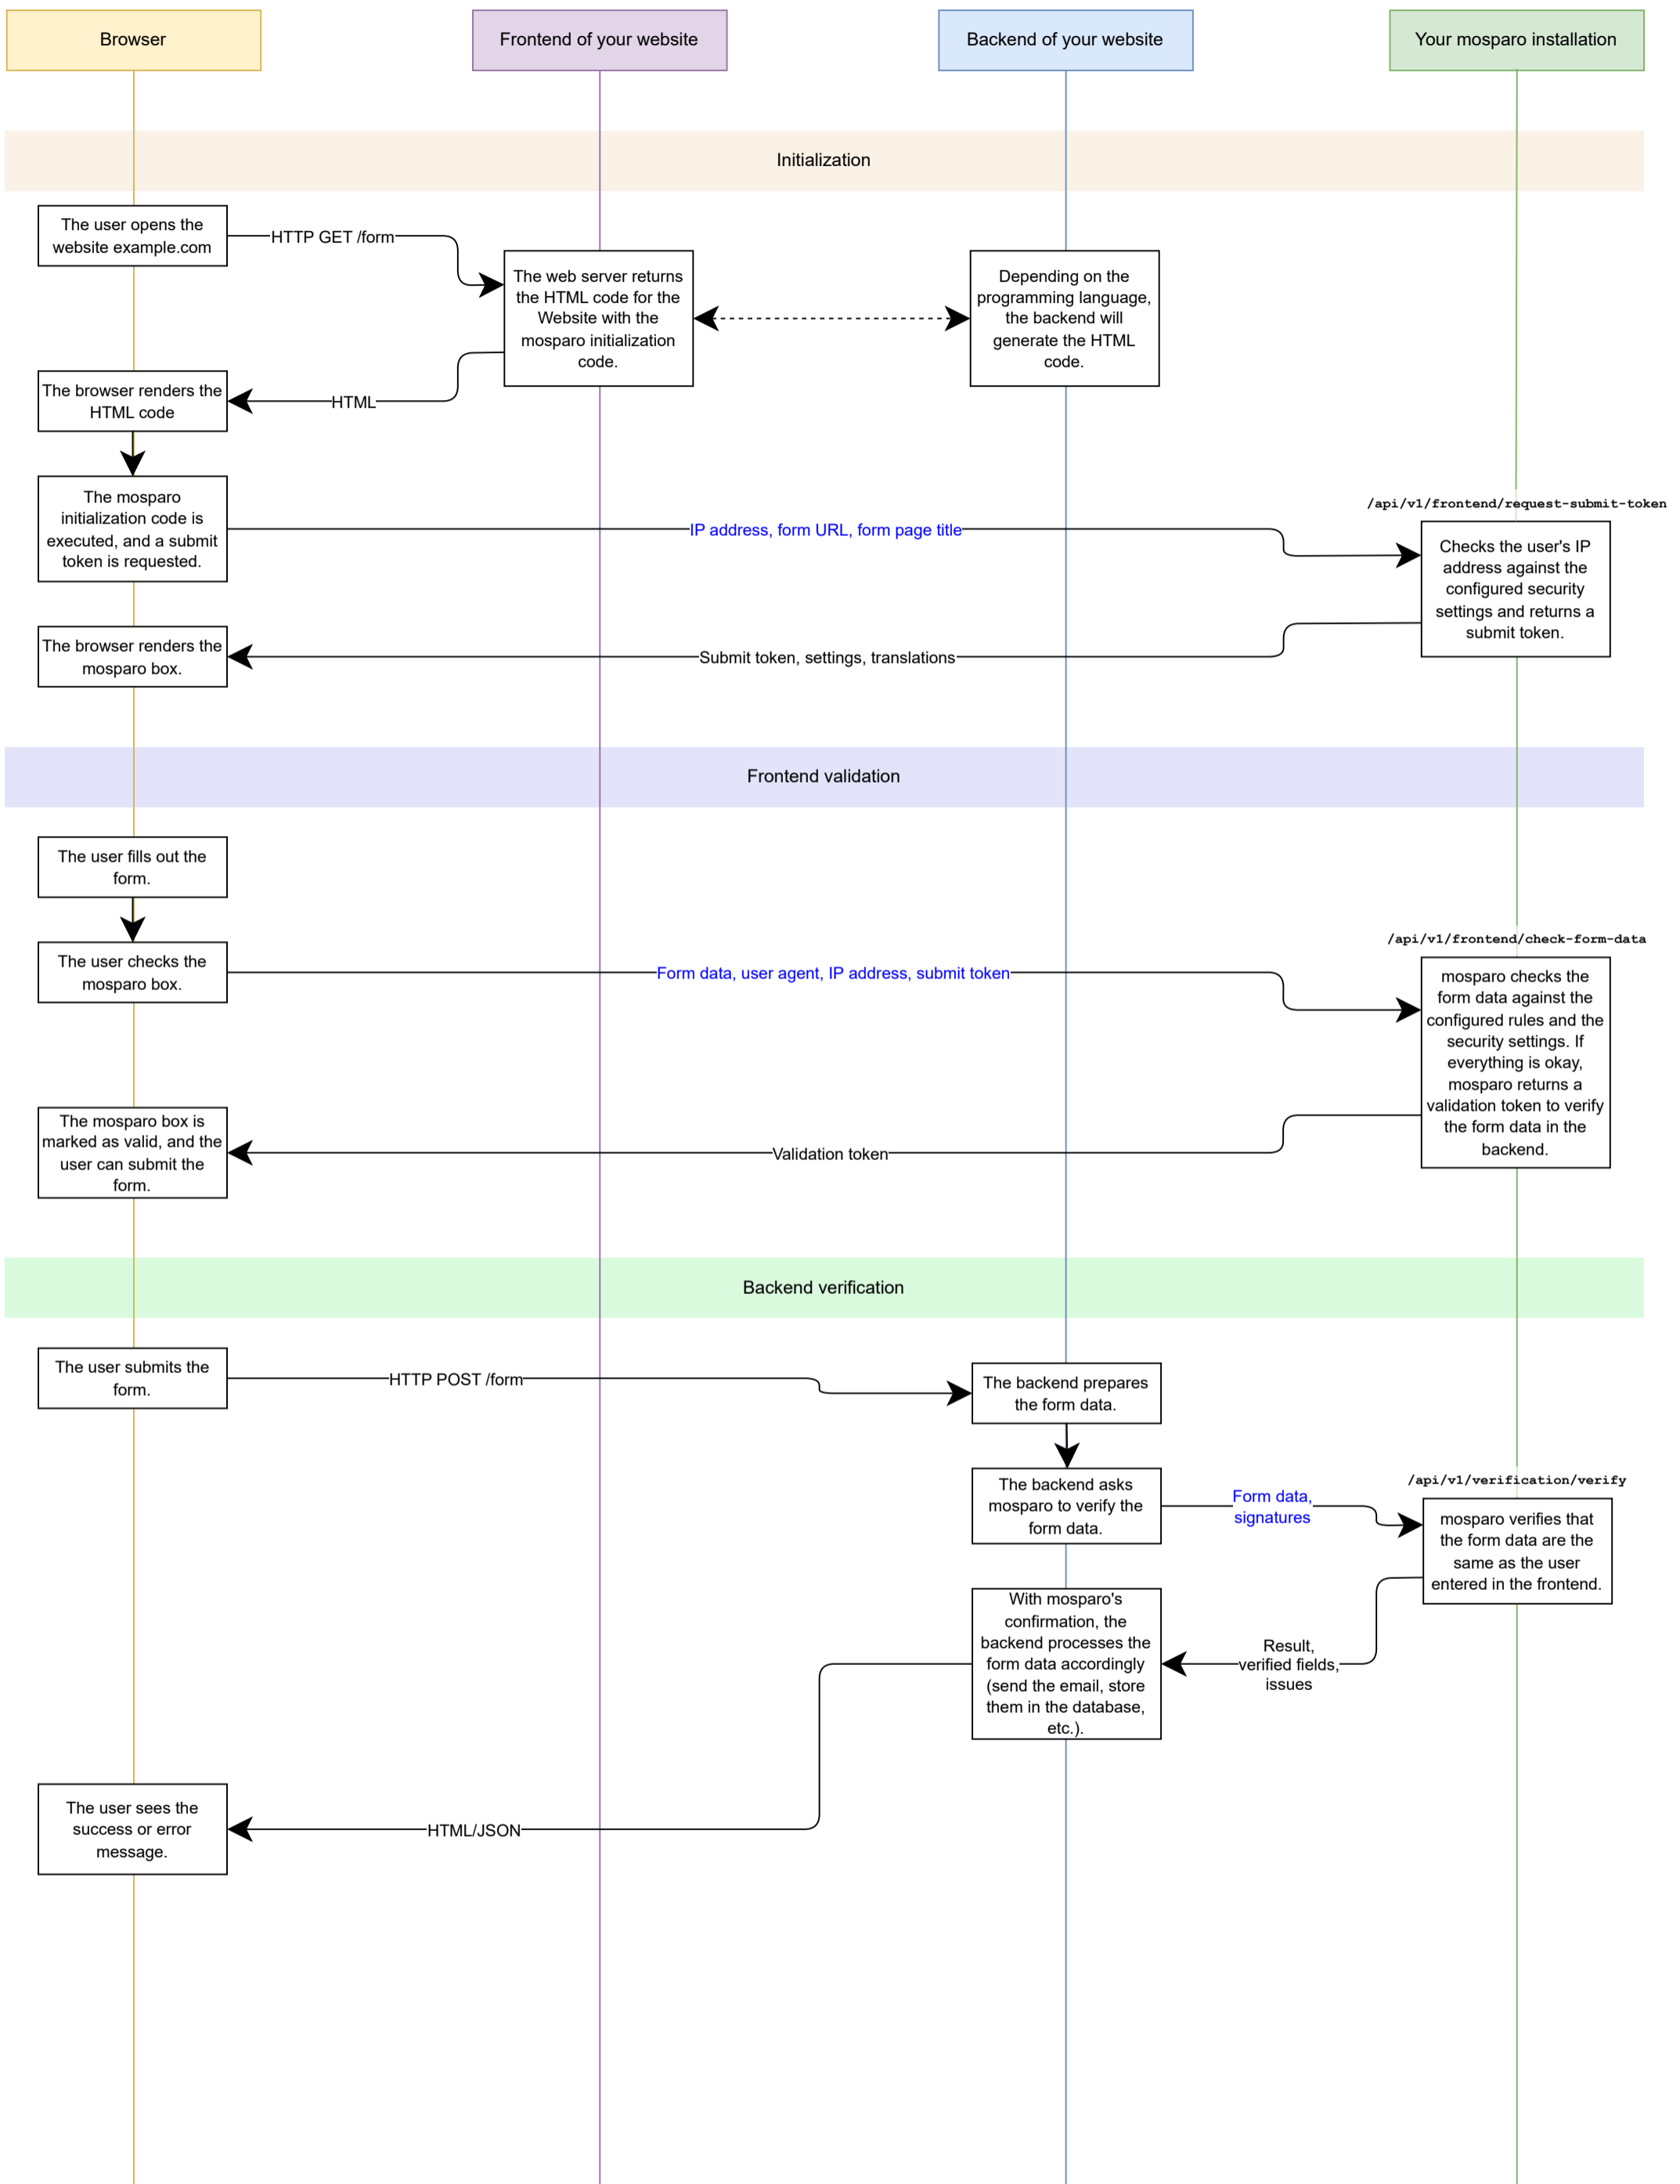 Browser
Frontend of your website
Backend of your website
Your mosparo installation
Initialization
The user opens the
website example.com
HTTP GET /form
The web server returns
the HTML code for the
Website with the
mosparo initialization
code.
Depending on the
programming language,
the backend will
generate the HTML
code.
The browser renders the
HTML code
HTML
The mosparo
initialization code is
executed, and a submit
token is requested.
IP address, form URL, form page title
/api/v1/frontend/request-submit-token
Checks the user's IP
address against the
configured security
settings and returns a
submit token.
The browser renders the
mosparo box.
Submit token, settings, translations
Frontend validation
The user fills out the
form.
The user checks the
mosparo box.
Form data, user agent, IP address, submit token
/api/v1/frontend/check-form-data
mosparo checks the
form data against the
configured rules and the
security settings. If
everything is okay,
mosparo returns a
validation token to verify
the form data in the
backend.
The mosparo box is
marked as valid, and the
user can submit the
form.
Validation token
Backend verification
The user submits the
form.
HTTP POST /form
The backend prepares
the form data.
The backend asks
mosparo to verify the
form data.
Form data,
signatures
/api/v1/verification/verify
mosparo verifies that
the form data are the
same as the user
entered in the frontend.
With mosparo's
confirmation, the
backend processes the
form data accordingly
(send the email, store
them in the database,
etc.).
Result,
verified fields,
issues
The user sees the
success or error
message.
HTML/JSON